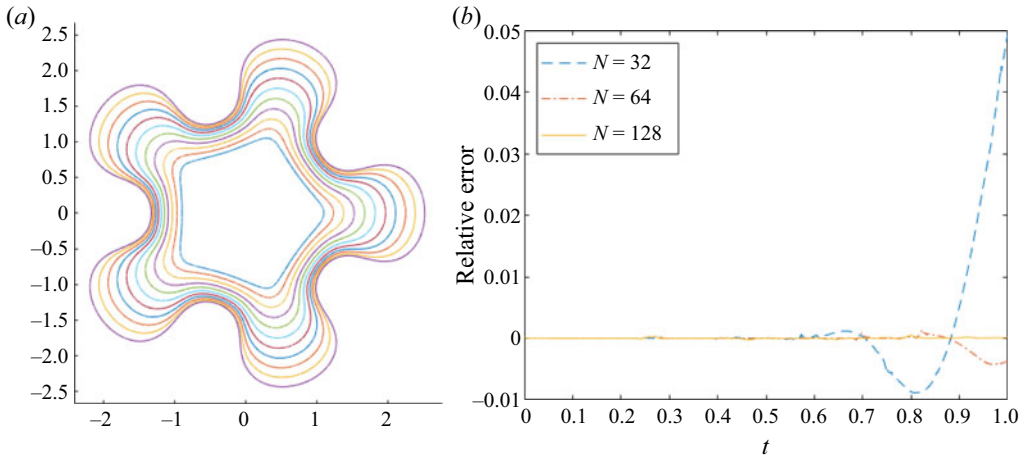 (a)
2.5
2.0
1.5
1.0
0.5
0
–0.5
–1.0
–1.5
–2.0
–2.5
–2 –1 0 1 2
(b)
0.05
0.04
0.03
0.02
0.01
0
–0.01
Relative error
N = 32
N = 64
N = 128
0 0.1 0.2 0.3 0.4 0.5 0.6 0.7 0.8 0.9 1.0
t